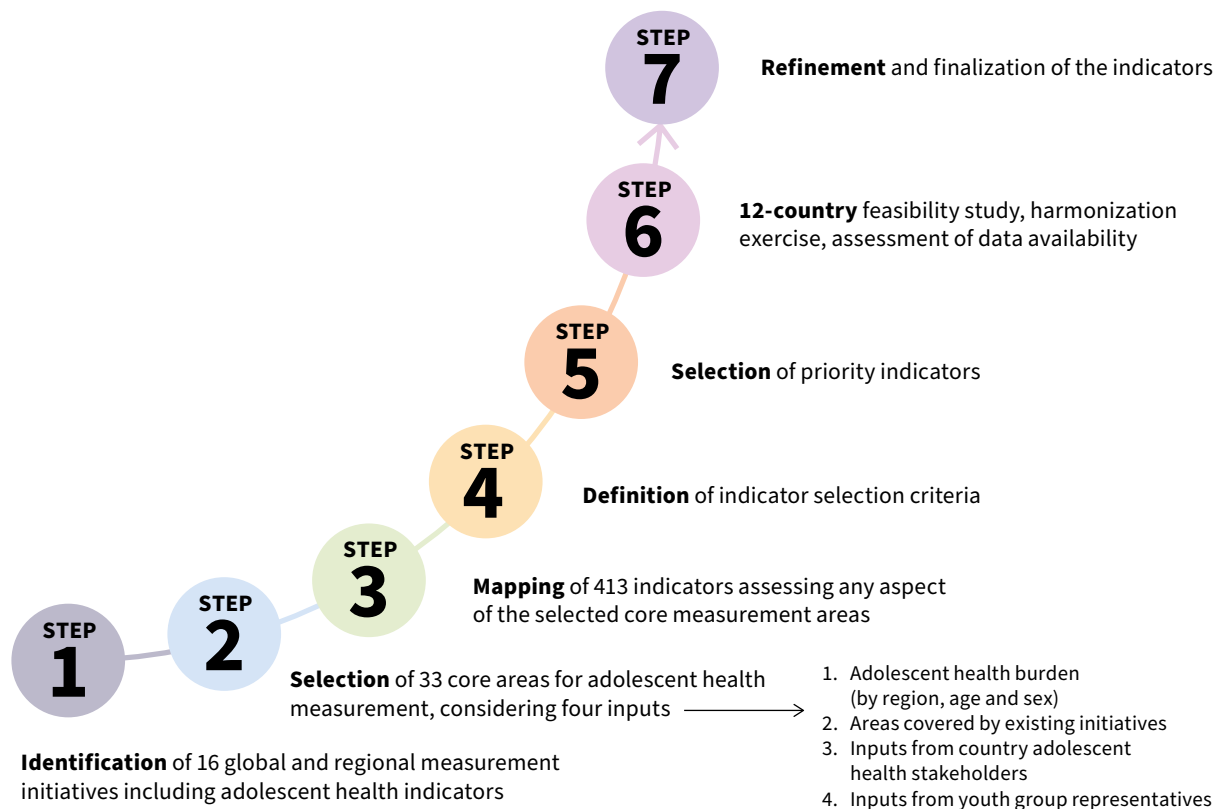 STEP
7
Refinement and finalization of the indicators
STEP
6
12-country feasibility study, harmonization
exercise, assessment of data availability
STEP
5
Selection of priority indicators
STEP
4
Definition of indicator selection criteria
STEP
3
Mapping of 413 indicators assessing any aspect
of the selected core measurement areas
STEP
2
Selection of 33 core areas for adolescent health
measurement, considering four inputs
1. Adolescent health burden
(by region, age and sex)
2. Areas covered by existing initiatives
3. Inputs from country adolescent
health stakeholders
4. Inputs from youth group representatives
STEP
1
Identification of 16 global and regional measurement
initiatives including adolescent health indicators